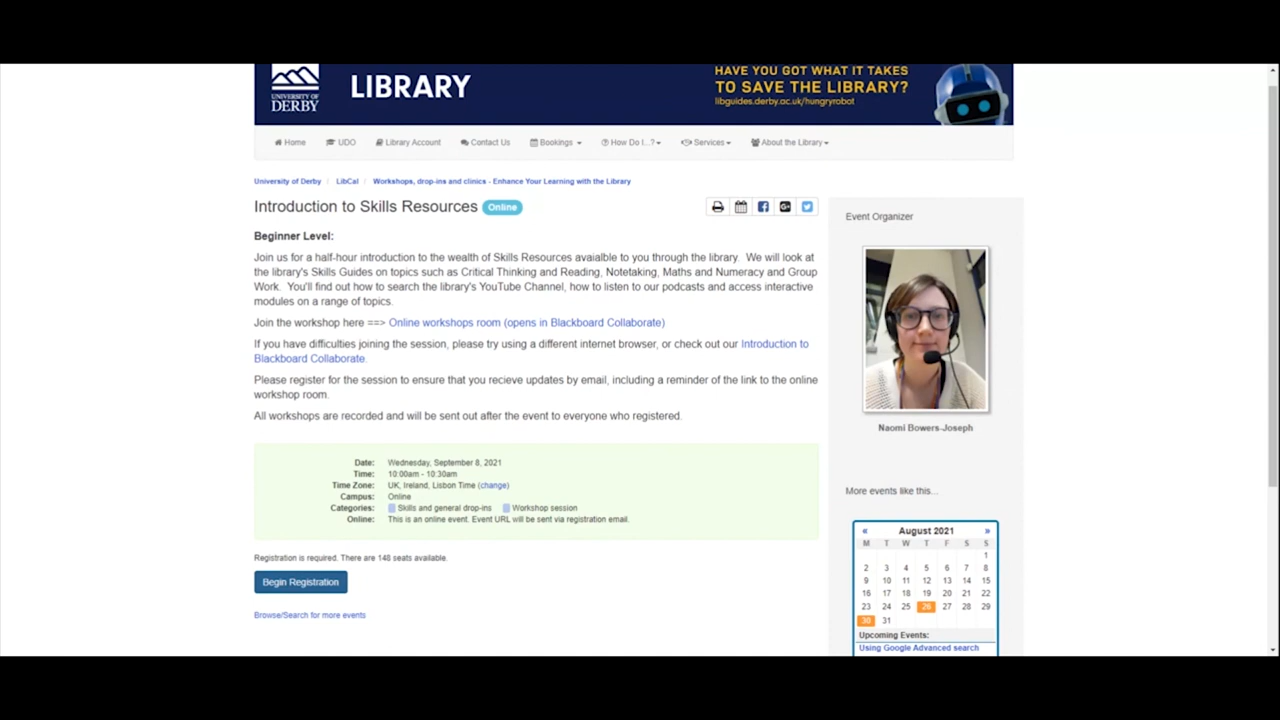 UNIVERSITY OF
DERBY
LIBRARY
HAVE YOU GOT WHAT IT TAKES
TO SAVE THE LIBRARY?
libguides.derby.ac.uk/hungryrobot
Home UDO Library Account Contact Us Bookings How Do I...? Services About the Library
University of Derby / LibCal / Workshops, drop-ins and clinics - Enhance Your Learning with the Library
Introduction to Skills Resources Online
Beginner Level:
Join us for a half-hour introduction to the wealth of Skills Resources avaialble to you through the library. We will look at
the library's Skills Guides on topics such as Critical Thinking and Reading, Notetaking, Maths and Numeracy and Group
Work. You'll find out how to search the library's YouTube Channel, how to listen to our podcasts and access interactive
modules on a range of topics.
Join the workshop here ==> Online workshops room (opens in Blackboard Collaborate)
If you have difficulties joining the session, please try using a different internet browser, or check out our Introduction to
Blackboard Collaborate.
Please register for the session to ensure that you recieve updates by email, including a reminder of the link to the online
workshop room.
All workshops are recorded and will be sent out after the event to everyone who registered.
Date: Wednesday, September 8, 2021
Time: 10:00am - 10:30am
Time Zone: UK, Ireland, Lisbon Time (change)
Campus: Online
Categories: Skills and general drop-ins Workshop session
Online: This is an online event. Event URL will be sent via registration email.
Registration is required. There are 148 seats available.
Begin Registration
Browse/Search for more events
Event Organizer
Naomi Bowers-Joseph
More events like this...
« August 2021 »
M T W T F S S
1
2 3 4 5 6 7 8
9 10 11 12 13 14 15
16 17 18 19 20 21 22
23 24 25 26 27 28 29
30 31
Upcoming Events:
Using Google Advanced search